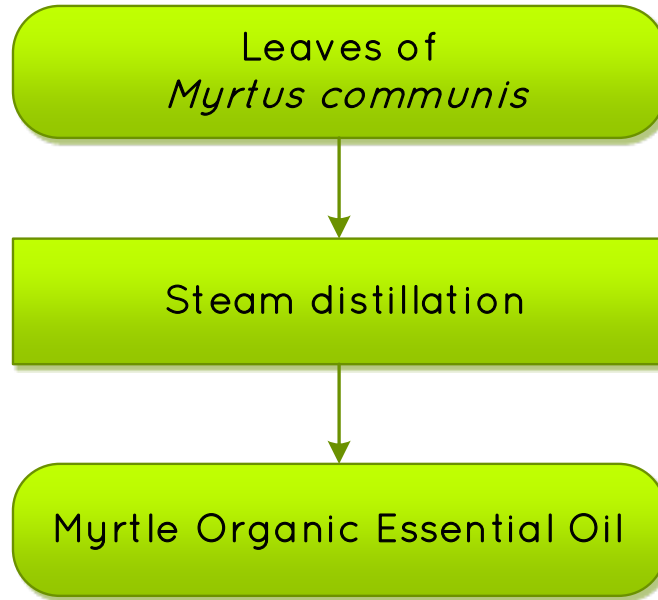 Leaves of
Myrtus communis
Steam distillation
Myrtle Organic Essential Oil